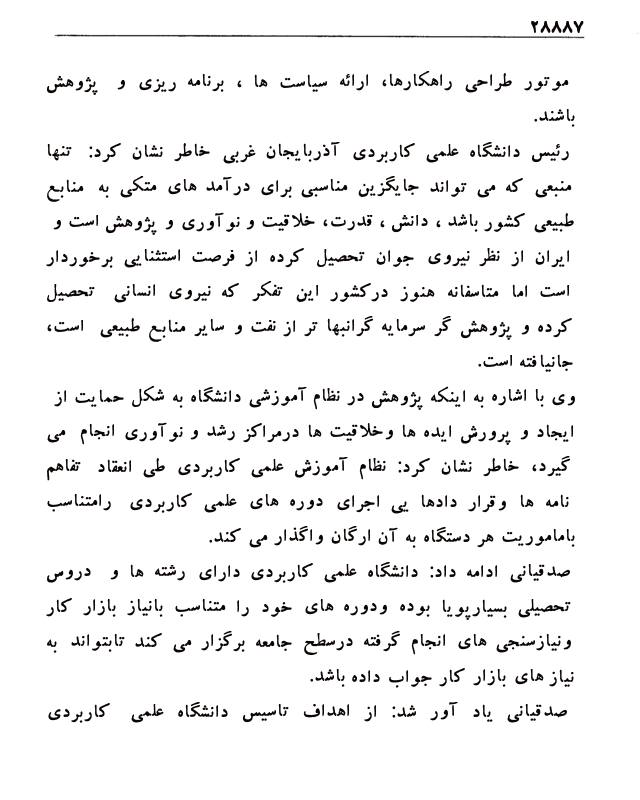 ۲۸۸۸۷
موتور طراحی راهکارها، ارائه سیاست ها ، برنامه ریزی و پژوهش
باشند.
رئیس دانشگاه علمی کاربردی آذربایجان غربی خاطر نشان کرد: تنها
منبعی که می تواند جایگزین مناسبی برای درآمد های متکی به منابع
طبیعی کشور باشد ، دانش ، قدرت، خلاقیت و نوآوری و پژوهش است و
ایران از نظر نیروی جوان تحصیل کرده از فرصت استثنایی برخوردار
است اما متاسفانه هنوز درکشور این تفکر که نیروی انسانی تحصیل
کرده و پژوهش گر سرمایه گرانبها تر از نفت و سایر منابع طبیعی است،
جانیافته است.
وی با اشاره به اینکه پژوهش در نظام آموزشی دانشگاه به شکل حمایت از
ایجاد و پرورش ایده ها وخلاقیت ها درمراکز رشد و نوآوری انجام می
گیرد، خاطر نشان کرد: نظام آموزش علمی کاربردی طی انعقاد تفاهم
نامه ها وقرار دادها یی اجرای دوره های علمی کاربردی رامتناسب
باماموریت هر دستگاه به آن ارگان واگذار می کند.
صدقیانی ادامه داد: دانشگاه علمی کاربردی دارای رشته ها و دروس
تحصیلی بسیارپویا بوده ودوره های خود را متناسب بانیاز بازار کار
ونیازسنجی های انجام گرفته درسطح جامعه برگزار می کند تابتواند به
نیاز های بازار کار جواب داده باشد.
صدقیانی یاد آور شد: از اهداف تاسیس دانشگاه علمی کاربردی